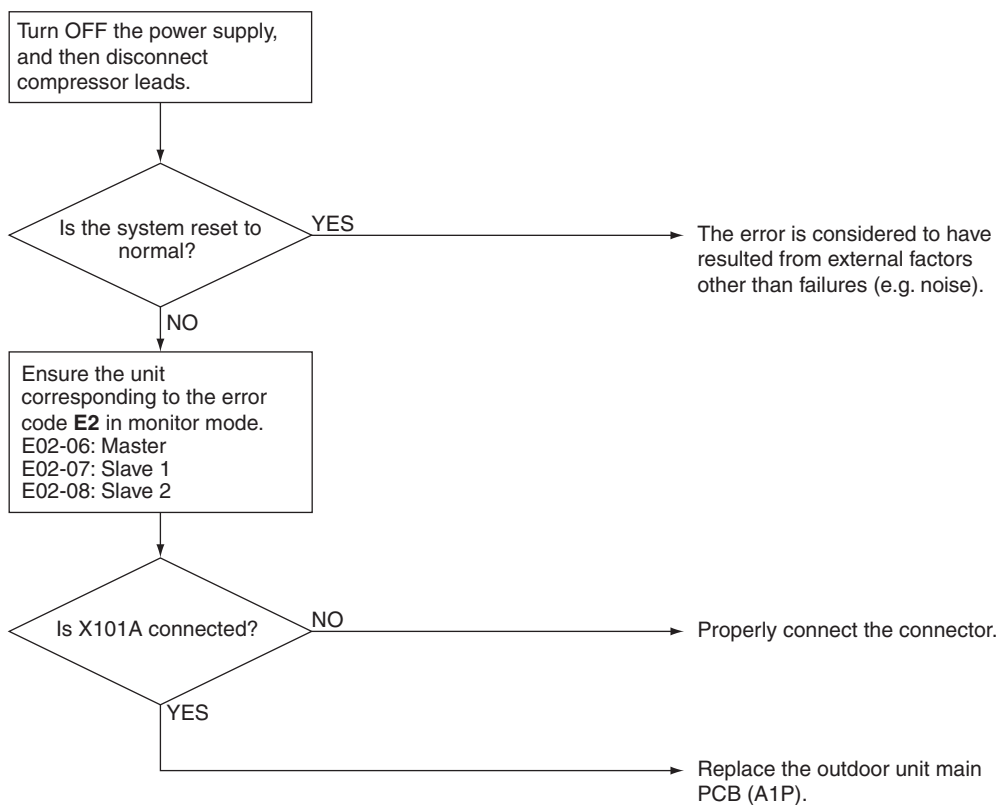 Turn OFF the power supply,
and then disconnect
compressor leads.
Is the system reset to
normal?
YES
The error is considered to have
resulted from external factors
other than failures (e.g. noise).
NO
Ensure the unit
corresponding to the error
code E2 in monitor mode.
E02-06: Master
E02-07: Slave 1
E02-08: Slave 2
Is X101A connected?
NO
Properly connect the connector.
YES
Replace the outdoor unit main
PCB (A1P).